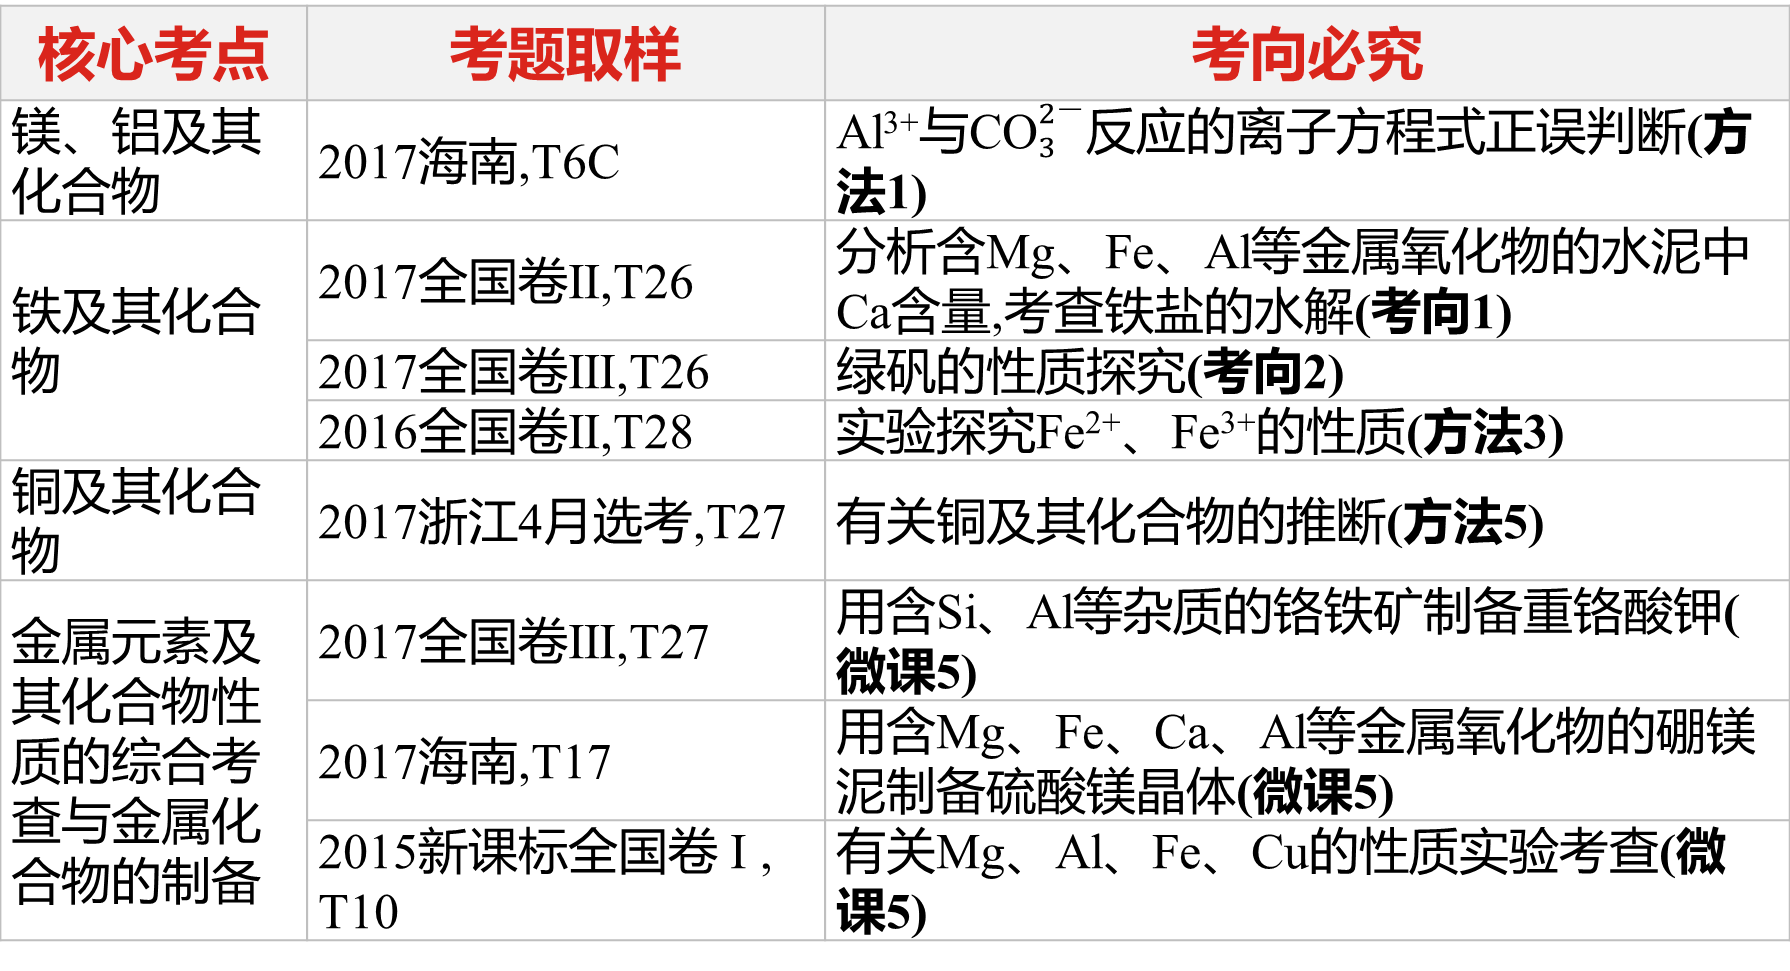 核心考点
考题取样
考向必究
镁、铝及其
化合物
2017海南,T6C
Al³⁺与CO₃²⁻反应的离子方程式正误判断(方
法1)
铁及其化合
物
2017全国卷II,T26
分析含Mg、Fe、Al等金属氧化物的水泥中
Ca含量,考查铁盐的水解(考向1)
2017全国卷III,T26
绿矾的性质探究(考向2)
2016全国卷II,T28
实验探究Fe²⁺、Fe³⁺的性质(方法3)
铜及其化合
物
2017浙江4月选考,T27
有关铜及其化合物的推断(方法5)
金属元素及
其化合物性
质的综合考
查与金属化
合物的制备
2017全国卷III,T27
用含Si、Al等杂质的铬铁矿制备重铬酸钾(
微课5)
2017海南,T17
用含Mg、Fe、Ca、Al等金属氧化物的硼镁
泥制备硫酸镁晶体(微课5)
2015新课标全国卷Ⅰ,
T10
有关Mg、Al、Fe、Cu的性质实验考查(微
课5)